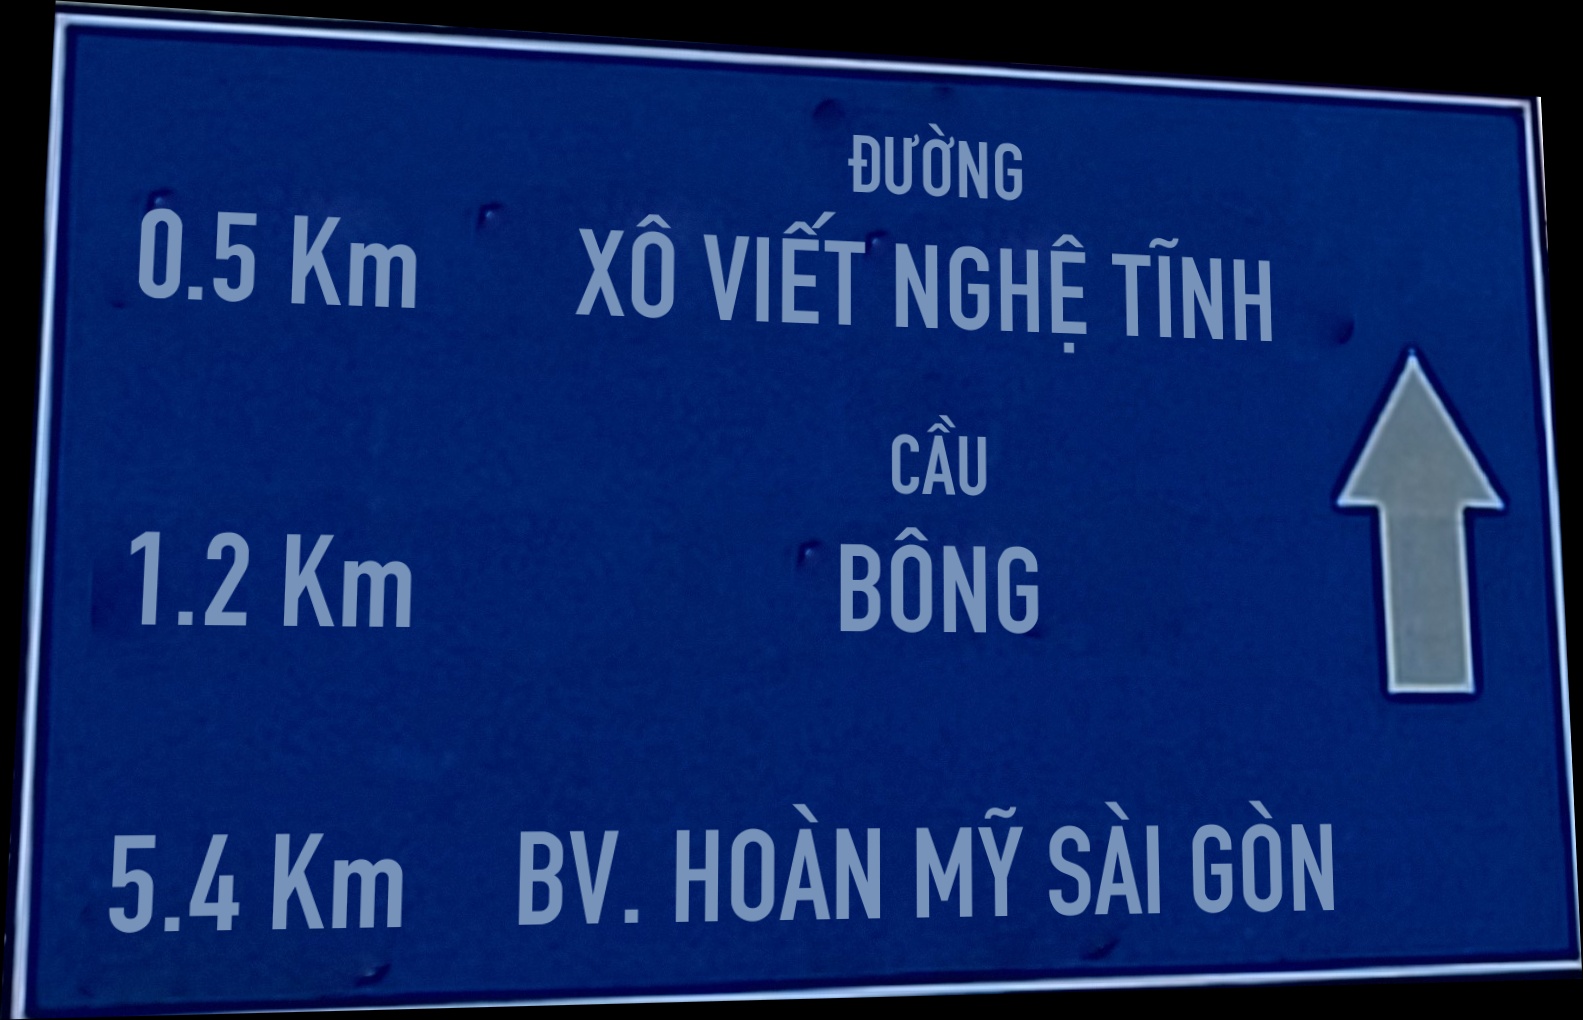 ĐƯỜNG
0.5 Km XÔ VIẾT NGHỆ TĨNH
CẦU
1.2 Km BÔNG
5.4 Km BV. HOÀN MỸ SÀI GÒN